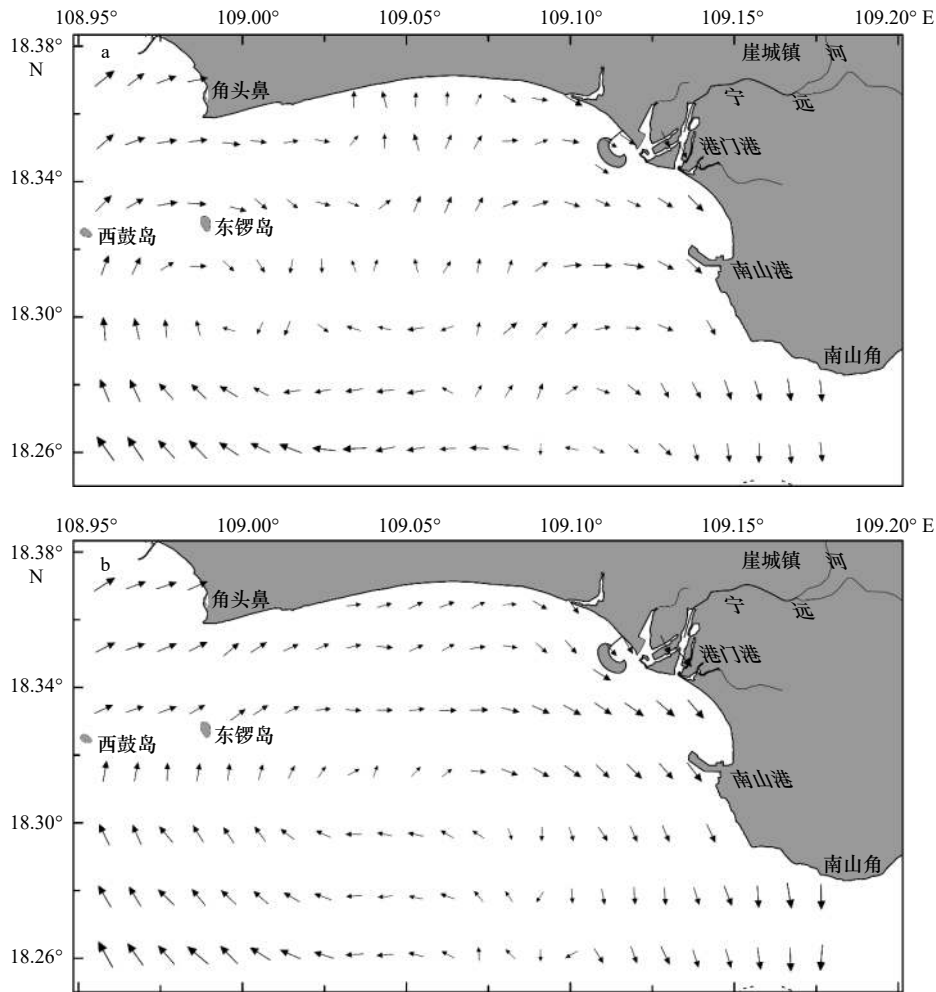 108.95° 109.00° 109.05° 109.10° 109.15° 109.20° E
18.38°
N
18.34°
18.30°
18.26°
a
崖城镇 河
宁 远
角头鼻
港门港
西鼓岛 东锣岛
南山港
南山角
108.95° 109.00° 109.05° 109.10° 109.15° 109.20° E
18.38°
N
18.34°
18.30°
18.26°
b
崖城镇 河
宁 远
角头鼻
港门港
西鼓岛 东锣岛
南山港
南山角